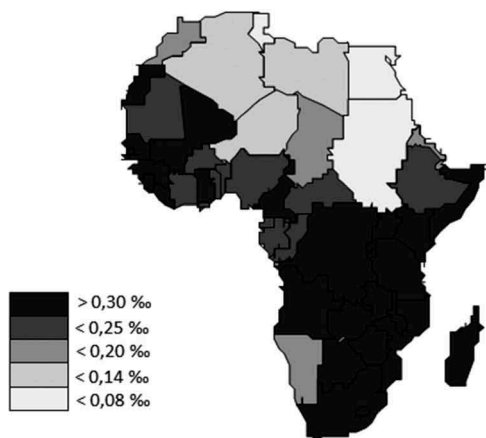 > 0,30 ‰
< 0,25 ‰
< 0,20 ‰
< 0,14 ‰
< 0,08 ‰